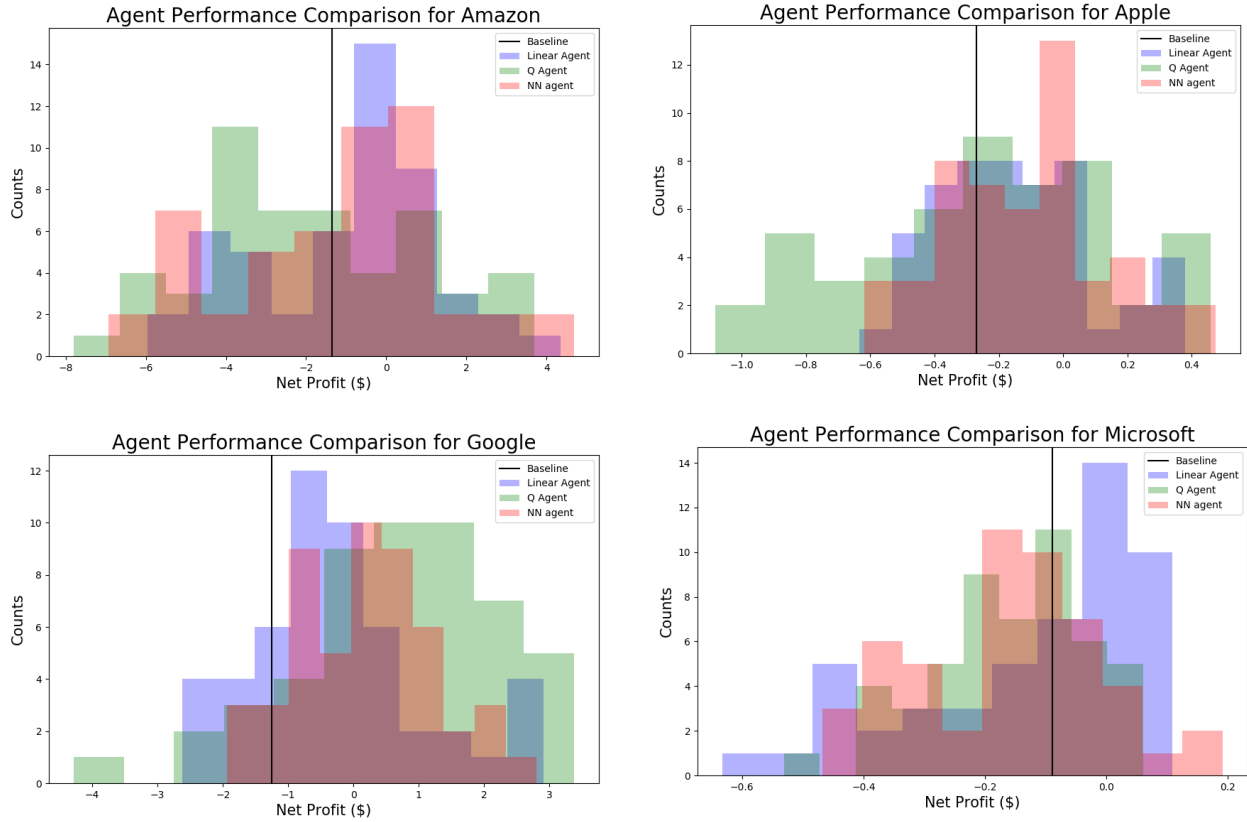 Agent Performance Comparison for Amazon
Counts
14
12
10
8
6
4
2
0
−8
−6
−4
−2
0
2
4
Net Profit ($)
Baseline
Linear Agent
Q Agent
NN agent
Agent Performance Comparison for Apple
Counts
12
10
8
6
4
2
0
−1.0
−0.8
−0.6
−0.4
−0.2
0.0
0.2
0.4
Net Profit ($)
Baseline
Linear Agent
Q Agent
NN agent
Agent Performance Comparison for Google
Counts
12
10
8
6
4
2
0
−4
−3
−2
−1
0
1
2
3
Net Profit ($)
Baseline
Linear Agent
Q Agent
NN agent
Agent Performance Comparison for Microsoft
Counts
14
12
10
8
6
4
2
0
−0.6
−0.4
−0.2
0.0
0.2
Net Profit ($)
Baseline
Linear Agent
Q Agent
NN agent